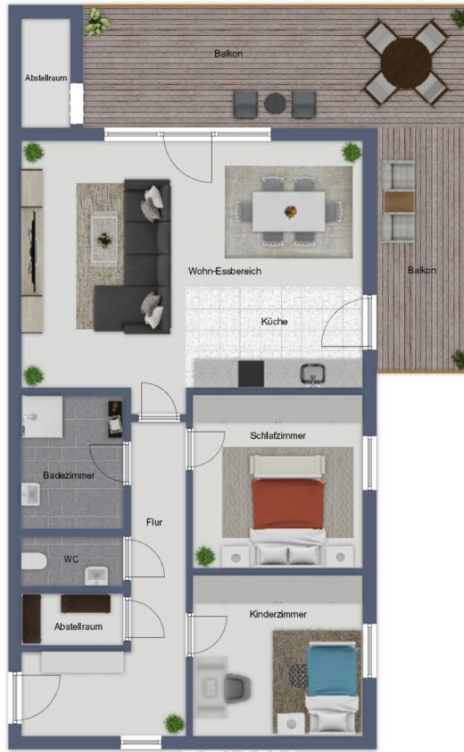 Balkon
Abstellraum
Wohn-Essbereich
Balkon
Küche
Schlafzimmer
Badezimmer
Flur
WC
Kinderzimmer
Abstellraum